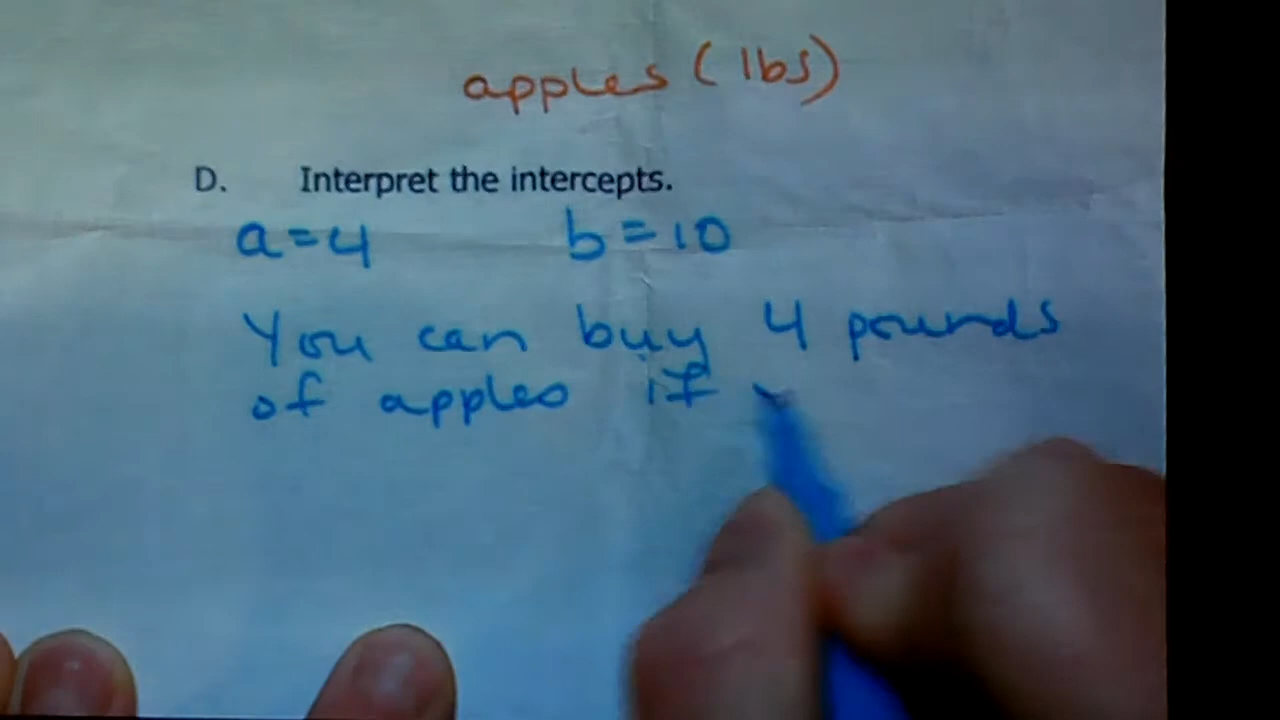 apples (lbs)
D. Interpret the intercepts.
a=4 b=10
You can buy 4 pounds
of apples if